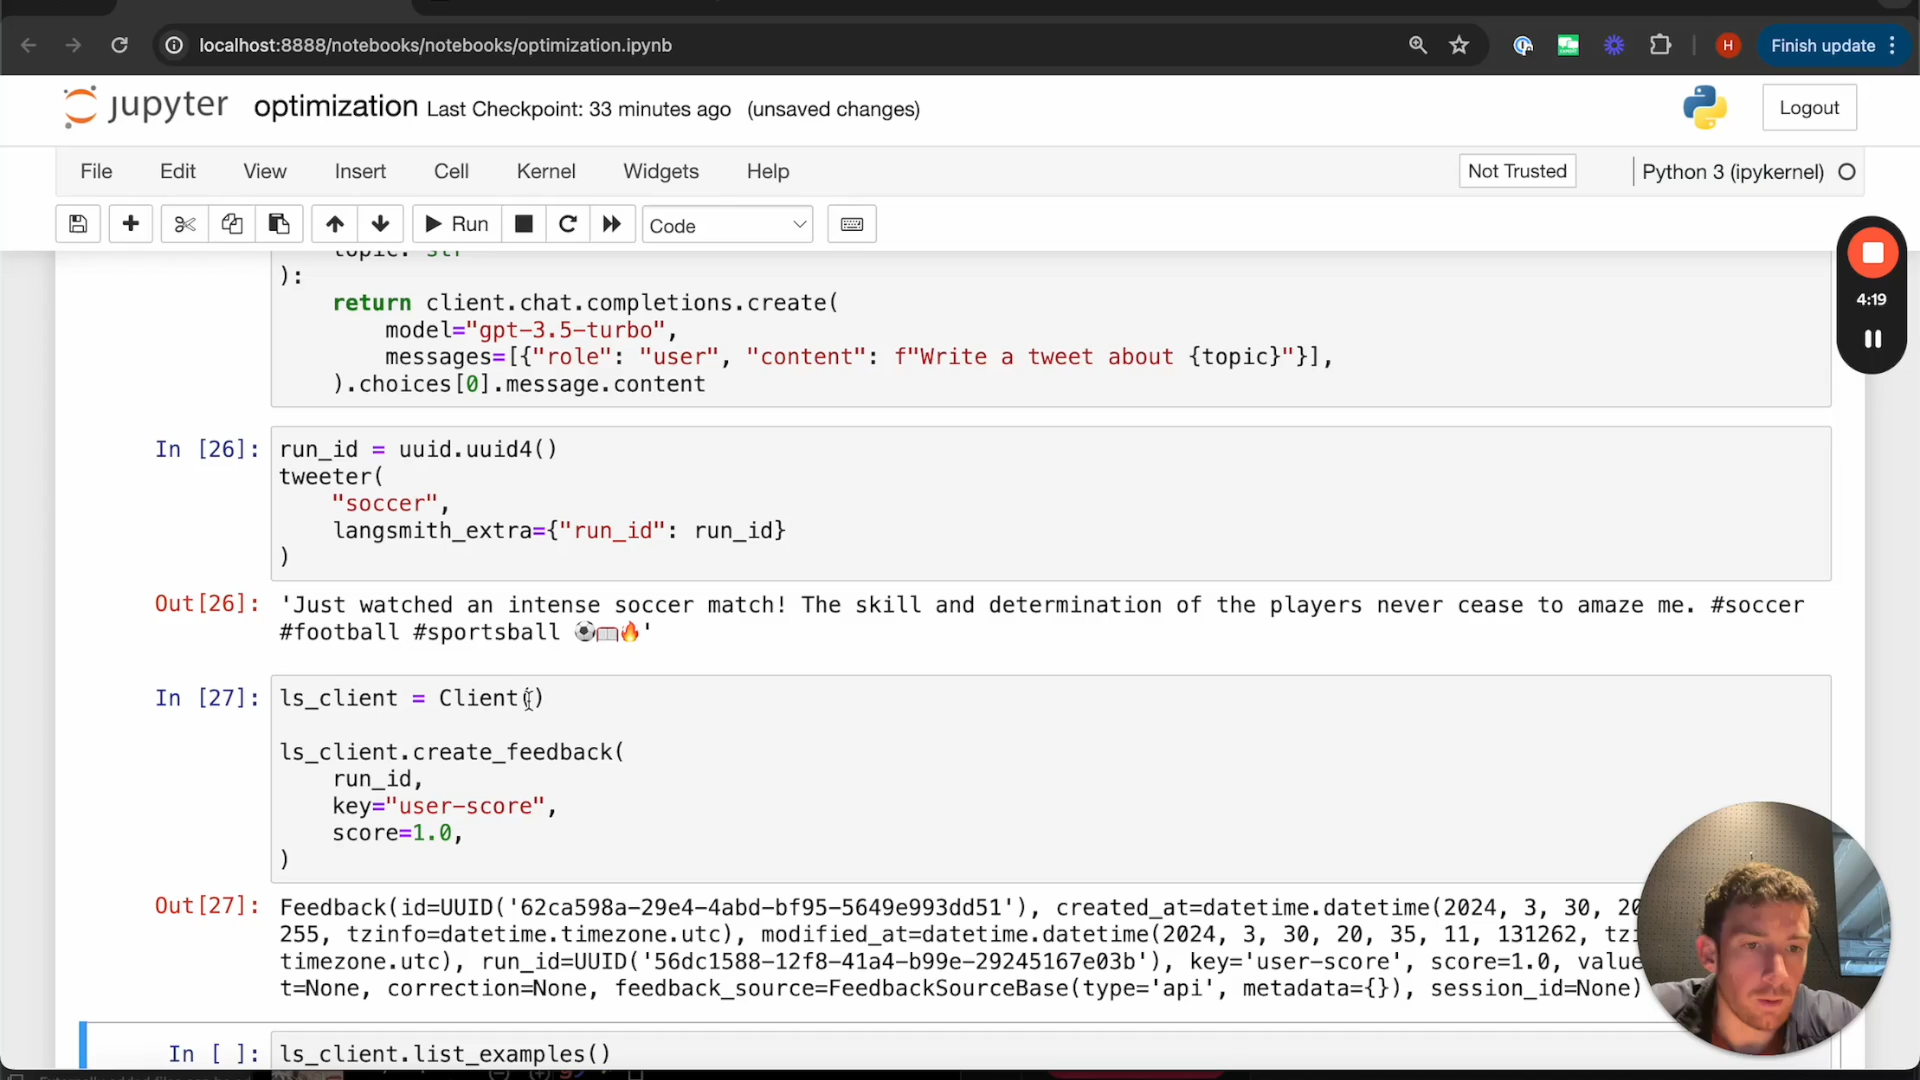 localhost:8888/notebooks/notebooks/optimization.ipynb
H
Finish update
jupyter optimization Last Checkpoint: 33 minutes ago (unsaved changes)
Logout
File Edit View Insert Cell Kernel Widgets Help
Not Trusted
Python 3 (ipykernel)
Run
Code
4:19
topic: str
):
return client.chat.completions.create(
model="gpt-3.5-turbo",
messages=[{"role": "user", "content": f"Write a tweet about {topic}"}],
).choices[0].message.content
In [26]: run_id = uuid.uuid4()
tweeter(
"soccer",
langsmith_extra={"run_id": run_id}
)
Out[26]: 'Just watched an intense soccer match! The skill and determination of the players never cease to amaze me. #soccer
#football #sportsball ⚽📖🔥'
In [27]: ls_client = Client()
ls_client.create_feedback(
run_id,
key="user-score",
score=1.0,
)
Out[27]: Feedback(id=UUID('62ca598a-29e4-4abd-bf95-5649e993dd51'), created_at=datetime.datetime(2024, 3, 30, 20
255, tzinfo=datetime.timezone.utc), modified_at=datetime.datetime(2024, 3, 30, 20, 35, 11, 131262, tzi
timezone.utc), run_id=UUID('56dc1588-12f8-41a4-b99e-29245167e03b'), key='user-score', score=1.0, value
t=None, correction=None, feedback_source=FeedbackSourceBase(type='api', metadata={}), session_id=None)
In [ ]: ls_client.list_examples()